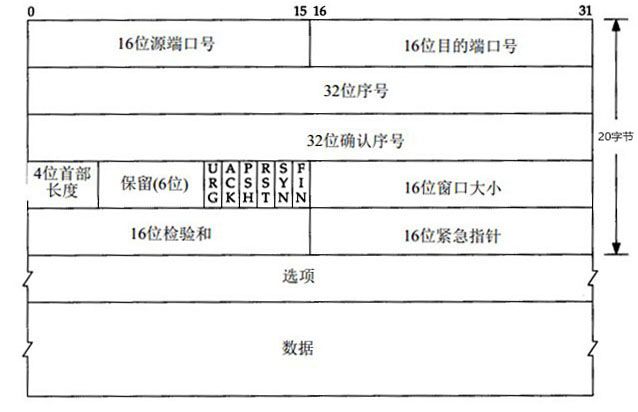 0 15 16 31
16位源端口号 16位目的端口号
32位序号
32位确认序号
20字节
4位首部
长度
保留(6位)
URG
ACK
PSH
RST
SYN
FIN
16位窗口大小
16位检验和 16位紧急指针
选项
数据